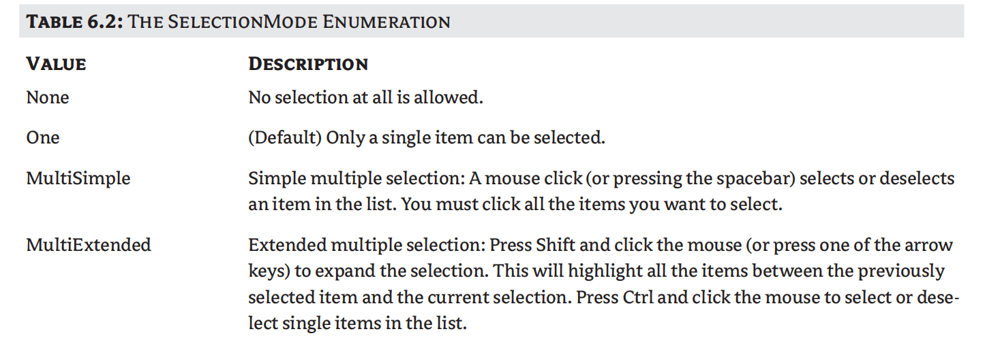 TABLE 6.2: THE SELECTIONMODE ENUMERATION
VALUE DESCRIPTION
None No selection at all is allowed.
One (Default) Only a single item can be selected.
MultiSimple Simple multiple selection: A mouse click (or pressing the spacebar) selects or deselects
an item in the list. You must click all the items you want to select.
MultiExtended Extended multiple selection: Press Shift and click the mouse (or press one of the arrow
keys) to expand the selection. This will highlight all the items between the previously
selected item and the current selection. Press Ctrl and click the mouse to select or dese-
lect single items in the list.